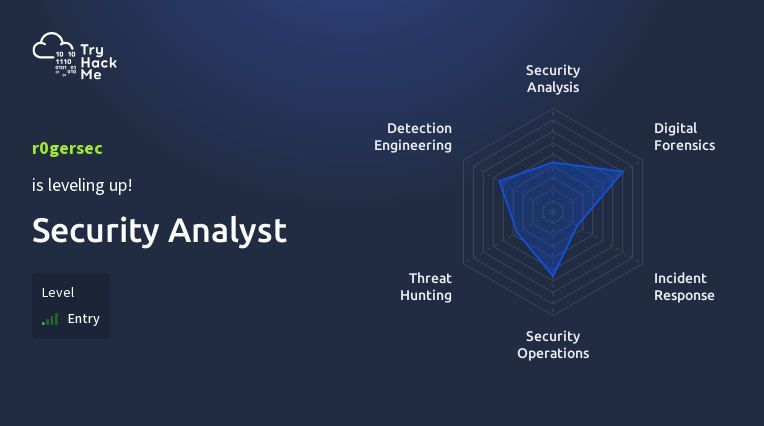 Try
Hack
Me
10 10
1110
0101 01
010
r0gersec
is leveling up!
Security Analyst
Level
Entry
Security
Analysis
Digital
Forensics
Incident
Response
Security
Operations
Threat
Hunting
Detection
Engineering